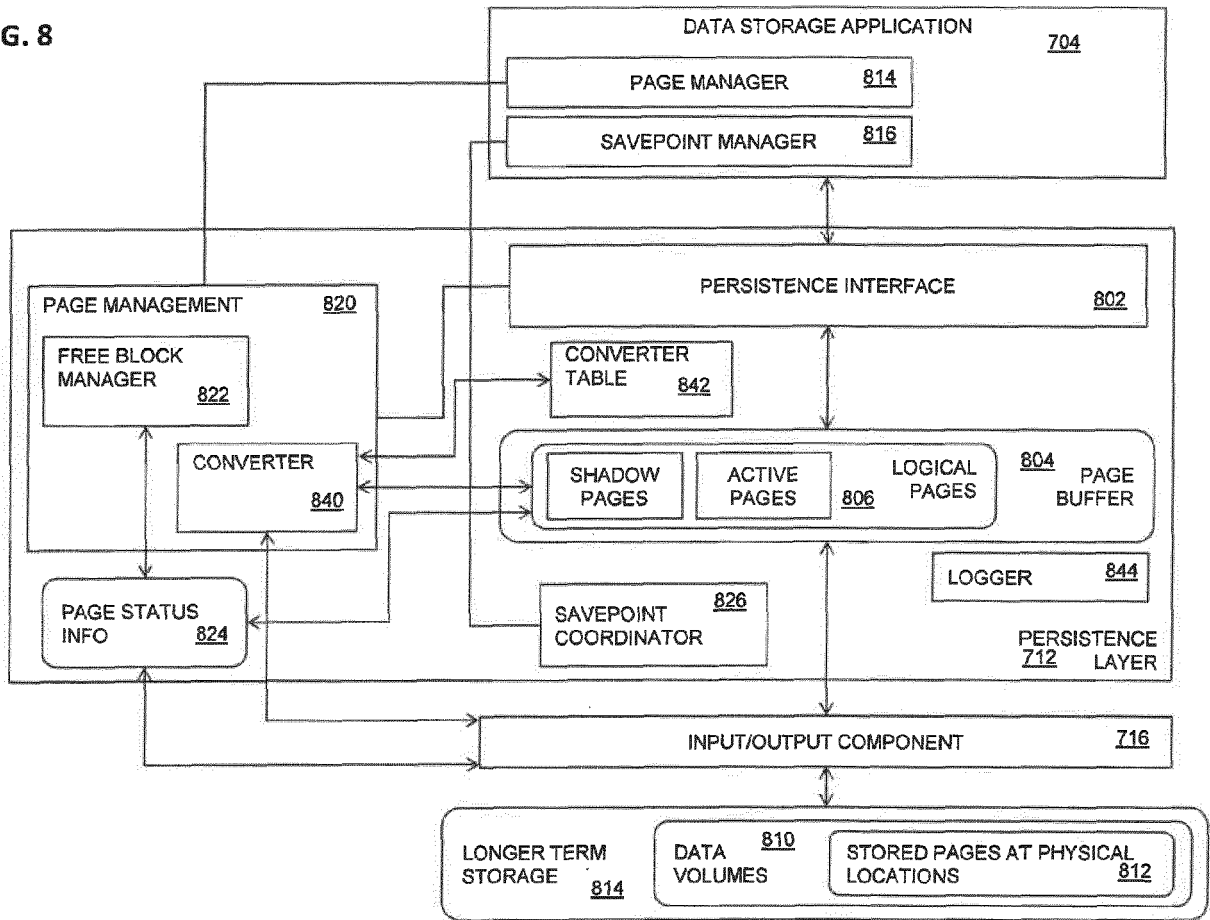 G. 8
DATA STORAGE APPLICATION
704
PAGE MANAGER
814
SAVEPOINT MANAGER
816
PERSISTENCE INTERFACE
802
PAGE MANAGEMENT
820
FREE BLOCK
MANAGER
822
CONVERTER
TABLE
842
CONVERTER
840
SHADOW
PAGES
ACTIVE
PAGES
LOGICAL
PAGES
806
804
PAGE
BUFFER
LOGGER
844
PAGE STATUS
INFO
824
SAVEPOINT
COORDINATOR
826
PERSISTENCE
712
LAYER
INPUT/OUTPUT COMPONENT
716
LONGER TERM
STORAGE
814
DATA
VOLUMES
810
STORED PAGES AT PHYSICAL
LOCATIONS
812